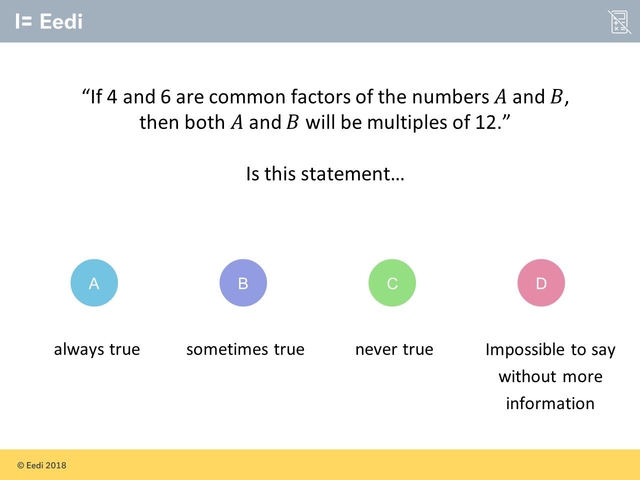 I= Eedi
“If 4 and 6 are common factors of the numbers A and B,
then both A and B will be multiples of 12.”
Is this statement…
A
B
C
D
always true
sometimes true
never true
Impossible to say
without more
information
© Eedi 2018